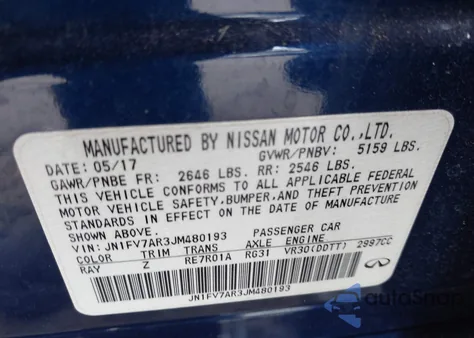 MANUFACTURED BY NISSAN MOTOR CO.,LTD.
DATE: 05/17 GVWR/PNBV: 5159 LBS.
GAWR/PNBE FR: 2646 LBS. RR: 2546 LBS.
THIS VEHICLE CONFORMS TO ALL APPLICABLE FEDERAL
MOTOR VEHICLE SAFETY,BUMPER,AND THEFT PREVENTION
STANDARDS IN EFFECT ON THE DATE OF MANUFACTURE
SHOWN ABOVE.
VIN:JN1FV7AR3JM480193 PASSENGER CAR
COLOR TRIM TRANS AXLE ENGINE
RAY Z RE7R01A RG31 VR30(DDTT) 2997CC
JN1FV7AR3JM480193
AutoSnap